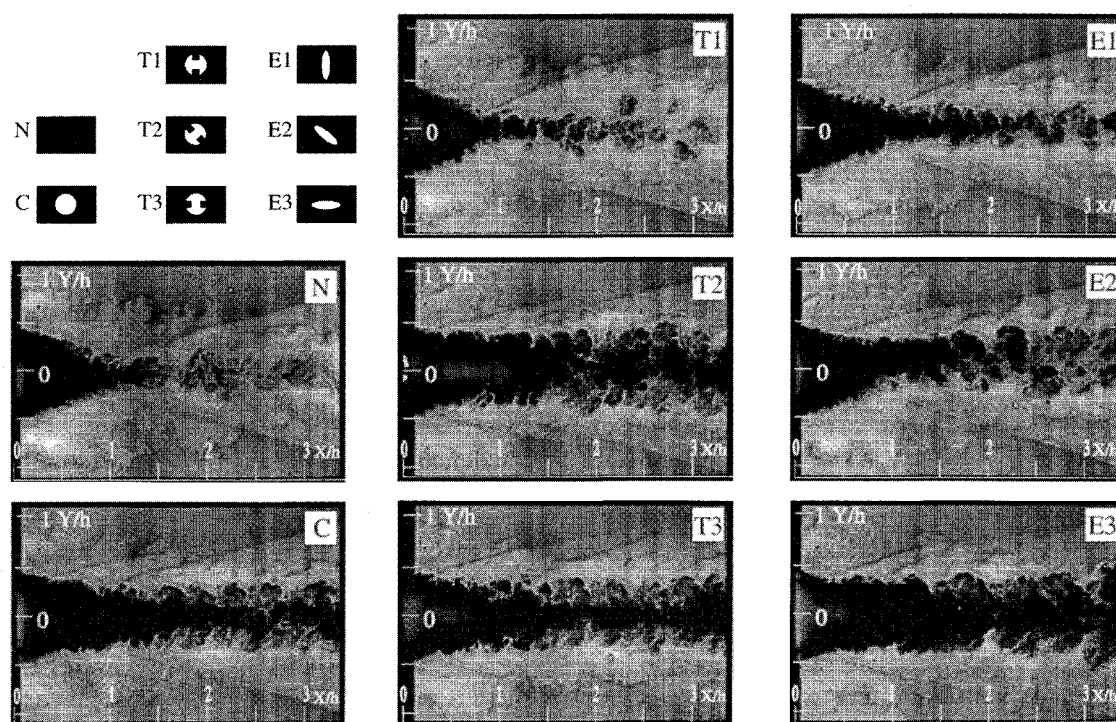 T1 E1
N T2 E2
C T3 E3
1 Y/h T1
0
0 1 2 3 X/h
1 Y/h E1
0
0 1 2 3 X/h
1 Y/h N
0
0 1 2 3 X/h
1 Y/h T2
0
0 1 2 3 X/h
1 Y/h E2
0
0 1 2 3 X/h
1 Y/h C
0
0 1 2 3 X/h
1 Y/h T3
0
0 1 2 3 X/h
1 Y/h E3
0
0 1 2 3 X/h